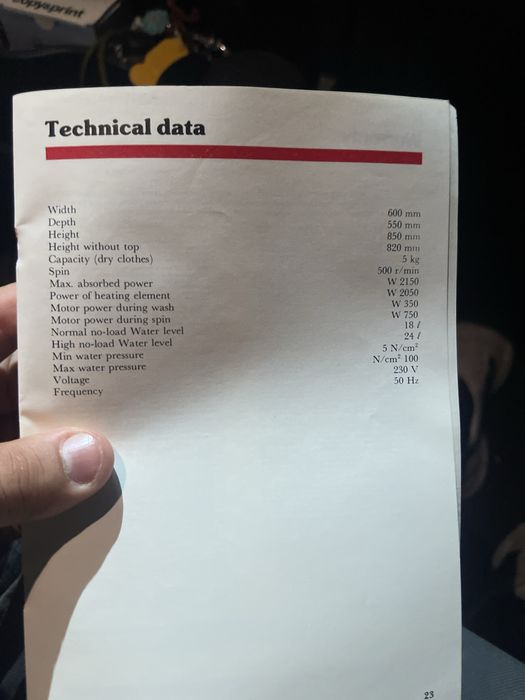 copysprint
Technical data
Width 600 mm
Depth 550 mm
Height 850 mm
Height without top 820 mm
Capacity (dry clothes) 5 kg
Spin 500 r/min
Max. absorbed power W 2150
Power of heating element W 2050
Motor power during wash W 350
Motor power during spin W 750
Normal no-load Water level 18 l
High no-load Water level 24 l
Min water pressure 5 N/cm²
Max water pressure N/cm² 100
Voltage 230 V
Frequency 50 Hz
23